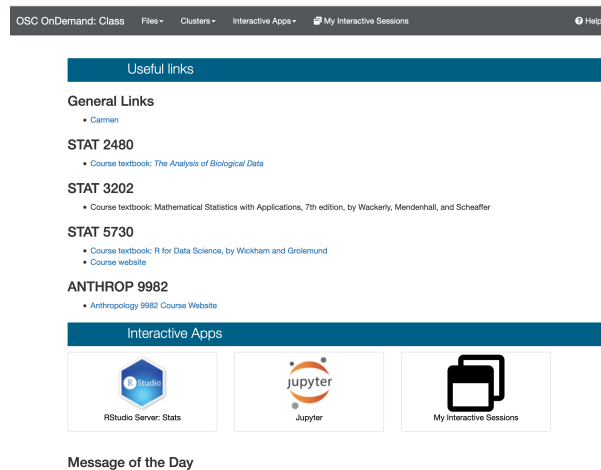 OSC OnDemand: Class Files Clusters Interactive Apps My Interactive Sessions Help
Useful links
General Links
Carmen
STAT 2480
Course textbook: The Analysis of Biological Data
STAT 3202
Course textbook: Mathematical Statistics with Applications, 7th edition, by Wackerly, Mendenhall, and Scheaffer
STAT 5730
Course textbook: R for Data Science, by Wickham and Grolemund
Course website
ANTHROP 9982
Anthropology 9982 Course Website
Interactive Apps
R Studio
jupyter
RStudio Server: Stats
Jupyter
My Interactive Sessions
Message of the Day